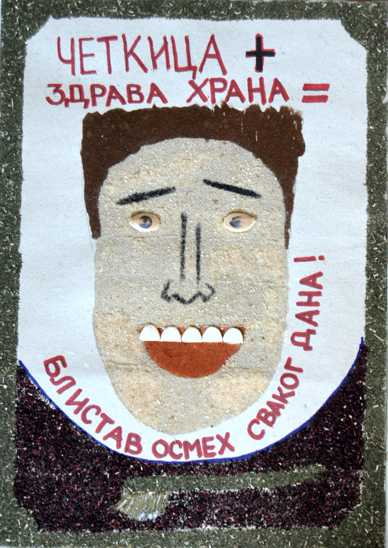 ЧЕТКИЦА +
ЗДРАВА ХРАНА =
БЛИСТАВ ОСМЕХ СВАКОГ ДАНА!